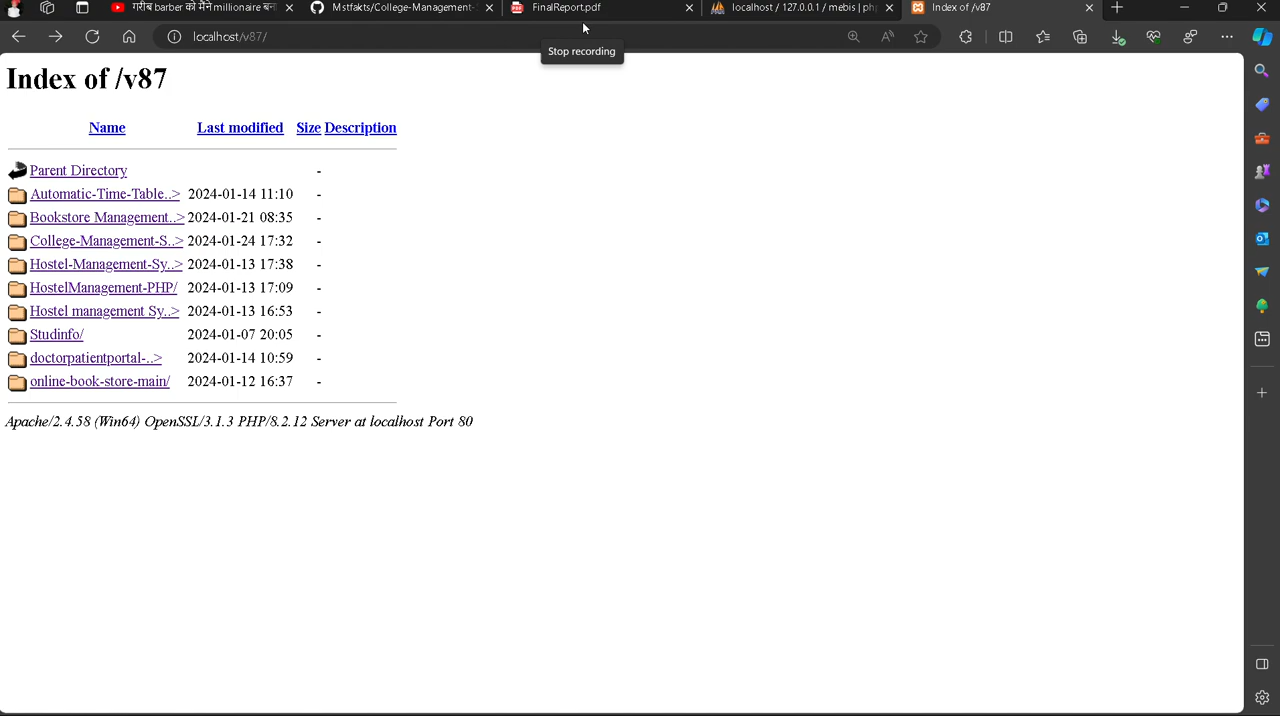 गरीब barber को मैंने millionaire बना
Mstfakts/College-Management-
FinalReport.pdf
localhost / 127.0.0.1 / mebis | ph
Index of /v87
localhost/v87/
Stop recording
Index of /v87
Name Last modified Size Description
Parent Directory -
Automatic-Time-Table..> 2024-01-14 11:10 -
Bookstore Management..> 2024-01-21 08:35 -
College-Management-S..> 2024-01-24 17:32 -
Hostel-Management-Sy..> 2024-01-13 17:38 -
HostelManagement-PHP/ 2024-01-13 17:09 -
Hostel management Sy..> 2024-01-13 16:53 -
Studinfo/ 2024-01-07 20:05 -
doctorpatientportal-..> 2024-01-14 10:59 -
online-book-store-main/ 2024-01-12 16:37 -
Apache/2.4.58 (Win64) OpenSSL/3.1.3 PHP/8.2.12 Server at localhost Port 80